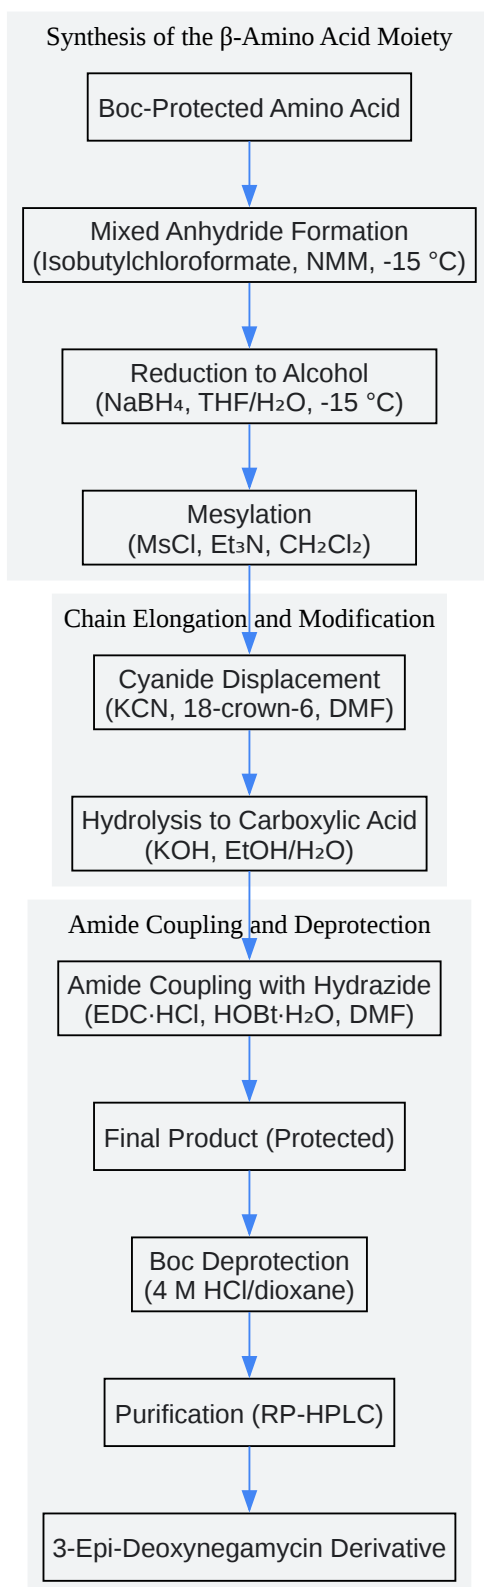 Synthesis of the β-Amino Acid Moiety
Boc-Protected Amino Acid
Mixed Anhydride Formation
(Isobutylchloroformate, NMM, -15 °C)
Reduction to Alcohol
(NaBH₄, THF/H₂O, -15 °C)
Mesylation
(MsCl, Et₃N, CH₂Cl₂)
Chain Elongation and Modification
Cyanide Displacement
(KCN, 18-crown-6, DMF)
Hydrolysis to Carboxylic Acid
(KOH, EtOH/H₂O)
Amide Coupling and Deprotection
Amide Coupling with Hydrazide
(EDC·HCl, HOBt·H₂O, DMF)
Final Product (Protected)
Boc Deprotection
(4 M HCl/dioxane)
Purification (RP-HPLC)
3-Epi-Deoxynegamycin Derivative